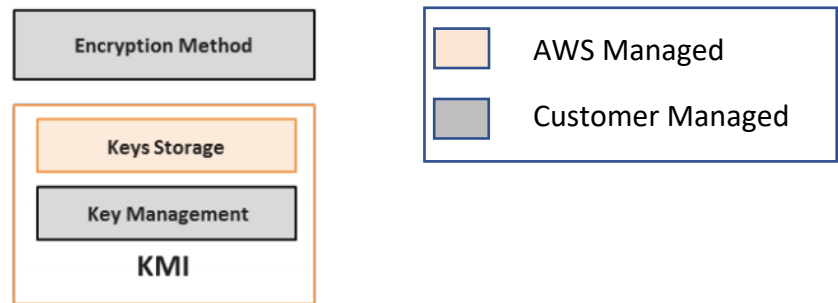 Encryption Method
Keys Storage
Key Management
KMI
AWS Managed
Customer Managed